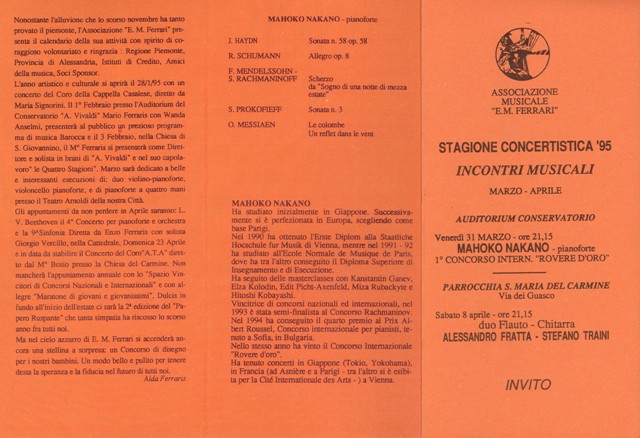 Nonostante l'alluvione che lo scorso novembre ha tanto
provato il piemonte, l'Associazione "E. M. Ferrari" pre-
senta il calendario della sua attività con spirito di co-
raggioso volontariato e ringrazia : Regione Piemonte,
Provincia di Alessandria, Istituti di Credito, Amici
della musica, Soci Sponsor.
L'anno artistico e culturale si aprirà il 28/1/95 con un
concerto del Coro della Cappella Casalese, diretto da
Maria Signorini. Il 1° Febbraio presso l'Auditorium del
Conservatorio "A. Vivaldi" Mario Ferraris con Wanda
Anselmi, presenterà al pubblico un prezioso program-
ma di musica Barocca e il 3 Febbraio, nella Chiesa di
S. Giovannino, il M° Ferraris si presenterà come Diret-
tore e solista in brani di "A. Vivaldi" e nel suo capola-
voro" le Quattro Stagioni". Marzo sarà dedicato a belle
e interessanti esecuzioni di: duo violino-pianoforte,
violoncello pianoforte, e di pianoforte a quattro mani
presso il Teatro Arnoldi della nostra Città.
Gli appuntamenti da non perdere in Aprile saranno: L.
V. Beethoven il 4° Concerto per pianoforte e orchestra
e la 9ª Sinfonia Diretta da Enzo Ferraris con solista
Giorgio Vercillo, nella Cattedrale, Domenica 23 Aprile
e in data da stabilire il Concerto del Coro"A.T.A" diret-
to dal M° Bosio presso la Chiesa del Carmine. Non
mancherà l'appuntamento annuale con lo "Spazio Vin-
citori di Concorsi Nazionali e Internazionali" e con al-
legre "Maratone di giovani e giovanissimi". Dulcis in
fundo all'inizio dell'estate ci sarà la 2ª edizione del "Pa-
pero Ruspante" che tanta simpatia ha riscosso lo scorso
anno fra tutti noi.
Ma nel cielo azzurro di E. M. Ferrari si accenderà an-
cora una stellina a sorpresa: un Concorso di disegno
per i nostri bambini. Un modo bello e pulito per tenere
desta la speranza e la fiducia nel futuro di tutti noi.
Alda Ferraris
MAHOKO NAKANO - pianoforte
J. HAYDN Sonata n. 58 op. 58
R. SCHUMANN Allegro op. 8
F. MENDELSSOHN -
S. RACHMANINOFF Scherzo
da "Sogno di una notte di mezza
estate"
S. PROKOFIEFF Sonata n. 3
O. MESSIAEN Le colombe
Un reflet dans le vent
MAHOKO NAKANO
Ha studiato inizialmente in Giappone. Successiva-
mente si è perfezionata in Europa, scegliendo come
base Parigi.
Nel 1990 ha ottenuto l'Erste Diplom alla Staatliche
Hochschule fur Musik di Vienna, mentre nel 1991 - 92
ha studiato all'Ecole Normale de Musique de Paris,
dove ha tra l'altro conseguito il Diploma Superiore di
Insegnamento e di Esecuzione.
Ha seguito delle masterclasses con Kanstantin Ganev,
Elza Kolodin, Edit Picht-Axenfeld, Miza Rubackyte e
Hitoshi Kobayashi.
Vincitrice di concorsi nazionali ed internazionali, nel
1993 è stata semi-finalista al Concorso Rachmaninov.
Nel 1994 ha conseguito il quarto premio al Prix Al-
bert Roussel, Concorso internazionale per pianisti, te-
nuto a Sofia, in Bulgaria.
Nello stesso anno ha vinto il Concorso Internazionale
"Rovere d'oro".
Ha tenuto concerti in Giappone (Tokio, Yokohama),
in Francia (ad Asnière e a Parigi - tra l'altro si è esibi-
ta per la Cité Internationale des Arts - ) a Vienna.
ASSOCIAZIONE
MUSICALE
"E.M. FERRARI"
STAGIONE CONCERTISTICA '95
INCONTRI MUSICALI
MARZO - APRILE
AUDITORIUM CONSERVATORIO
Venerdì 31 MARZO - ore 21,15
MAHOKO NAKANO - pianoforte
1° CONCORSO INTERN. "ROVERE D'ORO"
PARROCCHIA S. MARIA DEL CARMINE
Via dei Guasco
Sabato 8 aprile - ore 21,15
duo Flauto - Chitarra
ALESSANDRO FRATTA - STEFANO TRAINI
INVITO